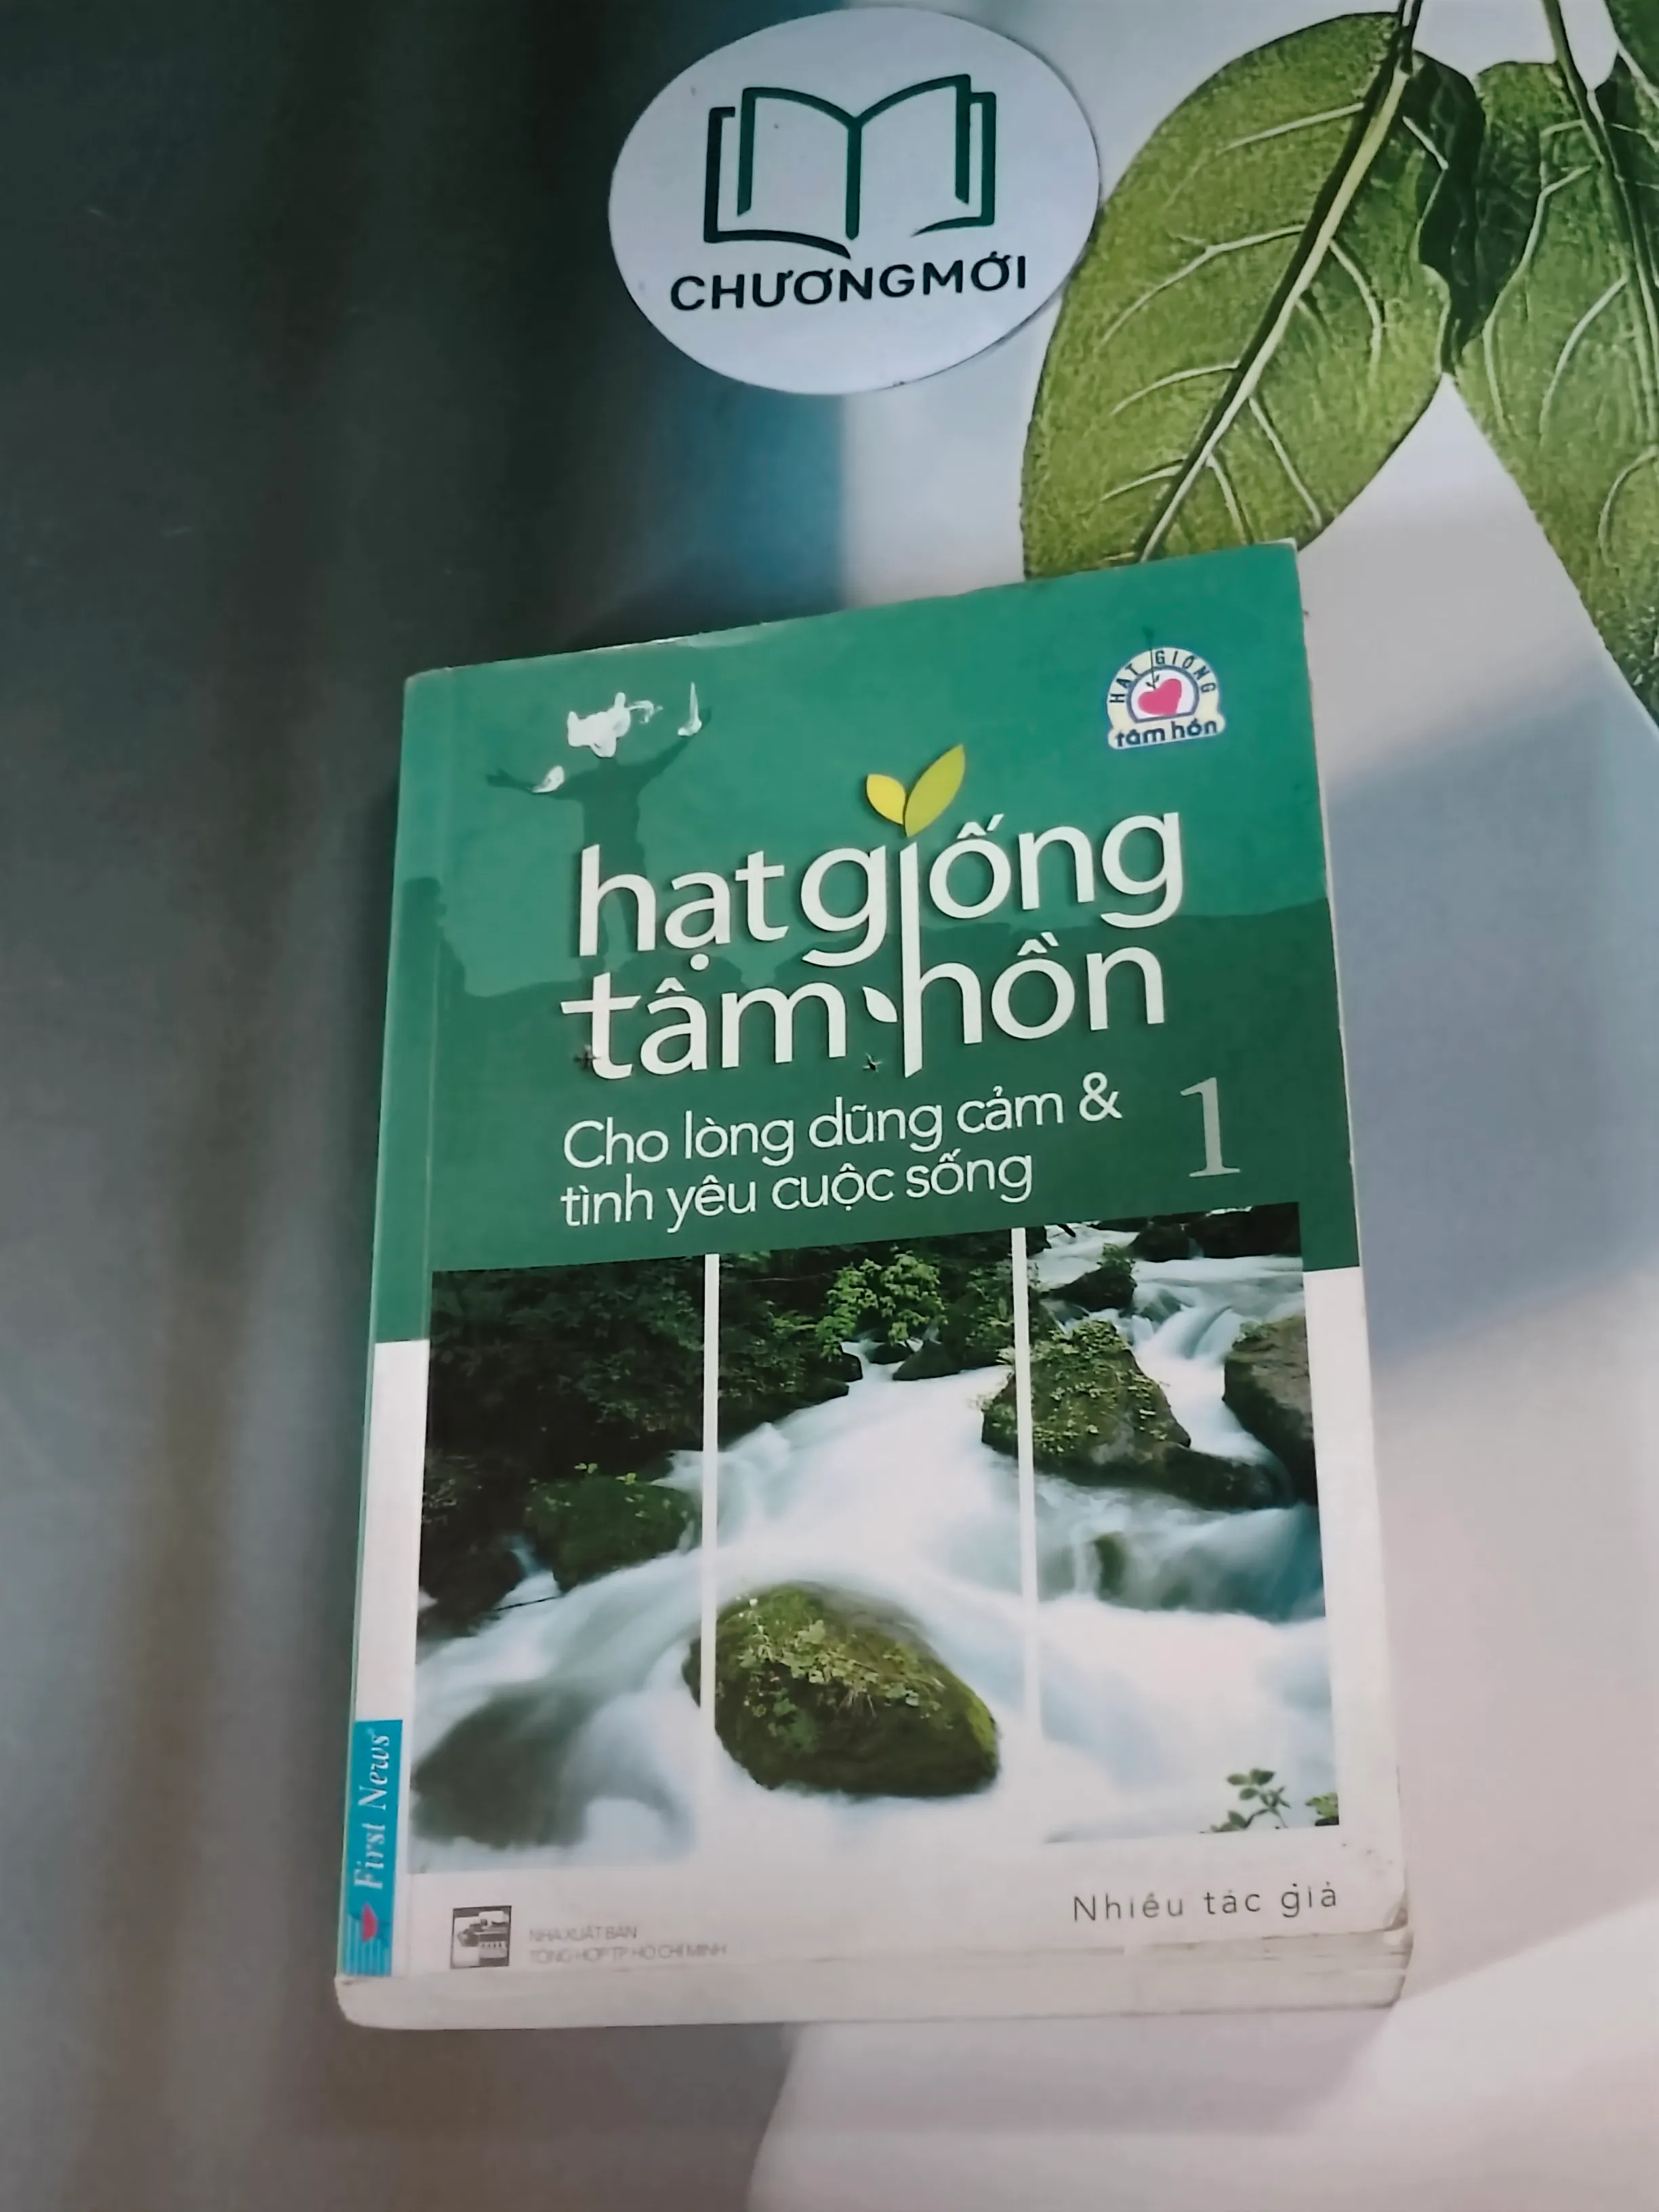 CHƯƠNGMỚI
HẠT GIỐNG
tâm hồn
hạt giống
tâm hồn
Cho lòng dũng cảm &
tình yêu cuộc sống
1
First News
Nhiều tác giả
NHÀ XUẤT BẢN
TỔNG HỢP TP. HỒ CHÍ MINH